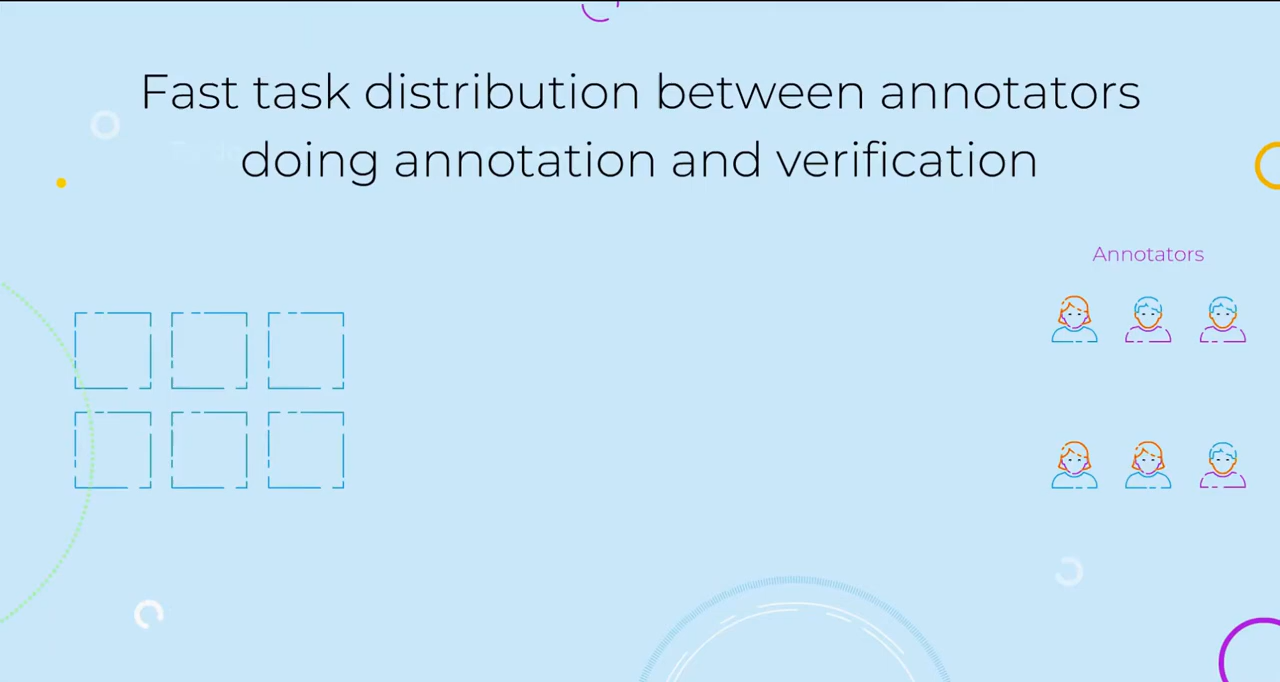 Fast task distribution between annotators
doing annotation and verification
Annotators